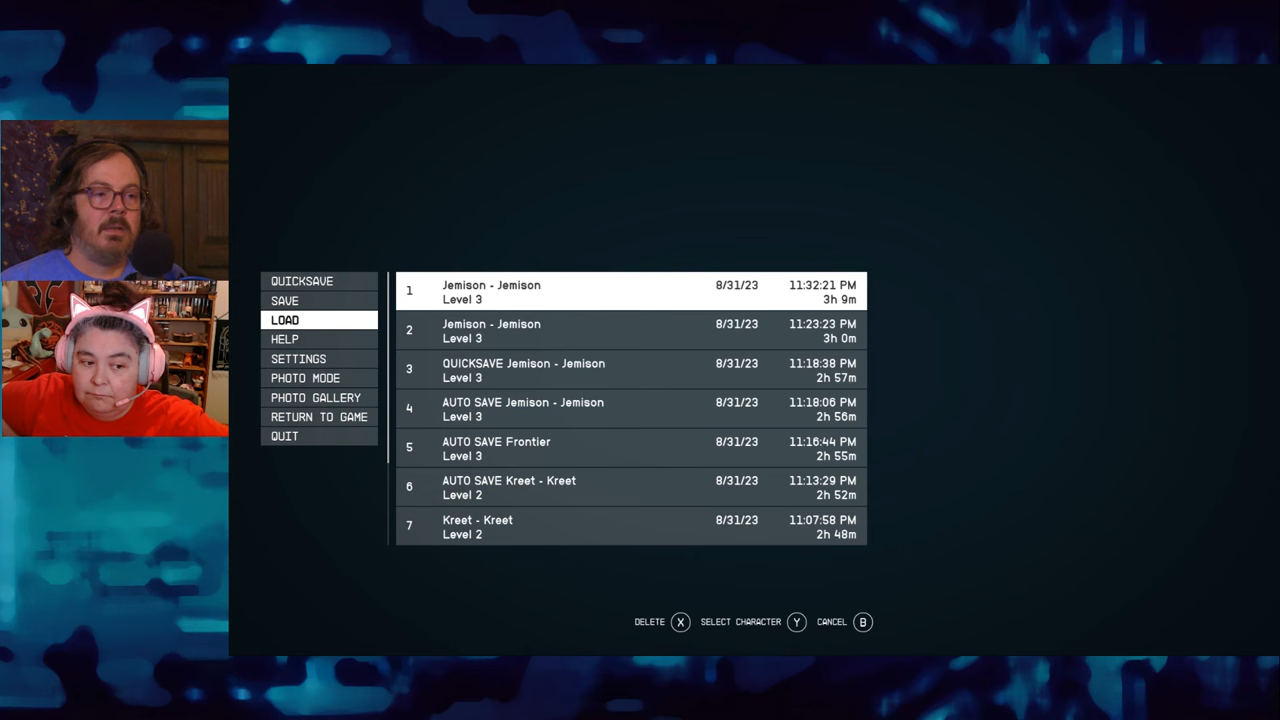 QUICKSAVE
SAVE
LOAD
HELP
SETTINGS
PHOTO MODE
PHOTO GALLERY
RETURN TO GAME
QUIT
1 Jemison - Jemison 8/31/23 11:32:21 PM
Level 3 3h 9m
2 Jemison - Jemison 8/31/23 11:23:23 PM
Level 3 3h 0m
3 QUICKSAVE Jemison - Jemison 8/31/23 11:18:38 PM
Level 3 2h 57m
4 AUTO SAVE Jemison - Jemison 8/31/23 11:18:06 PM
Level 3 2h 56m
5 AUTO SAVE Frontier 8/31/23 11:16:44 PM
Level 3 2h 55m
6 AUTO SAVE Kreet - Kreet 8/31/23 11:13:29 PM
Level 2 2h 52m
7 Kreet - Kreet 8/31/23 11:07:58 PM
Level 2 2h 48m
DELETE X SELECT CHARACTER Y CANCEL B